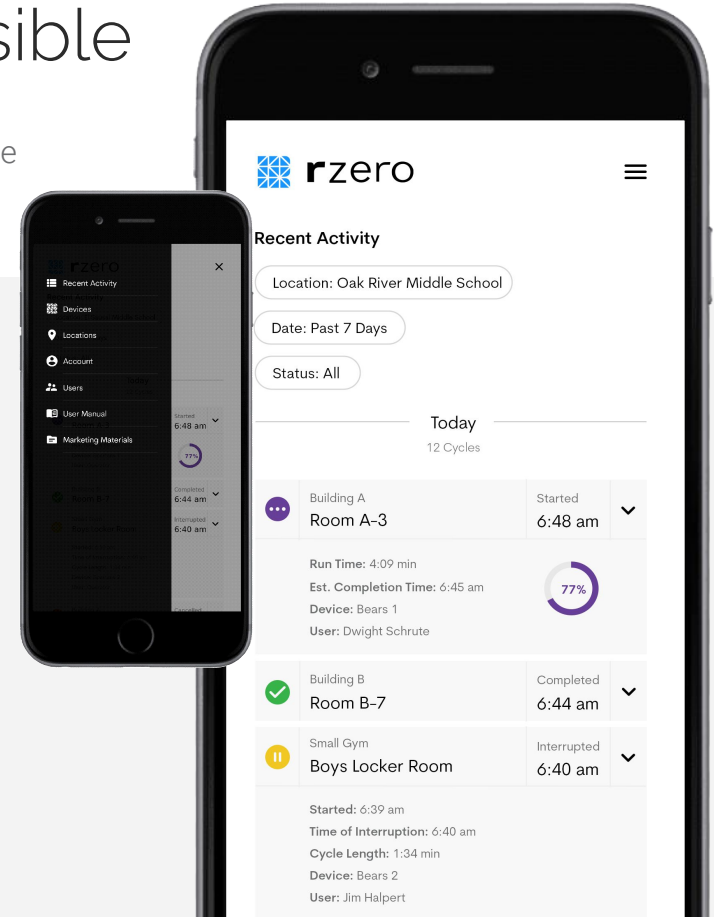 sible
e
rzero
Recent Activity
Location: Oak River Middle School
Date: Past 7 Days
Status: All
Today
12 Cycles
Building A
Room A-3
Started
6:48 am
Run Time: 4:09 min
Est. Completion Time: 6:45 am
Device: Bears 1
User: Dwight Schrute
77%
Building B
Room B-7
Completed
6:44 am
Small Gym
Boys Locker Room
Interrupted
6:40 am
Started: 6:39 am
Time of Interruption: 6:40 am
Cycle Length: 1:34 min
Device: Bears 2
User: Jim Halpert
rzero
Recent Activity
Devices
Locations
Account
Users
User Manual
Marketing Materials
Started
6:48 am
77%
Completed
6:44 am
Interrupted
6:40 am
Cancelled